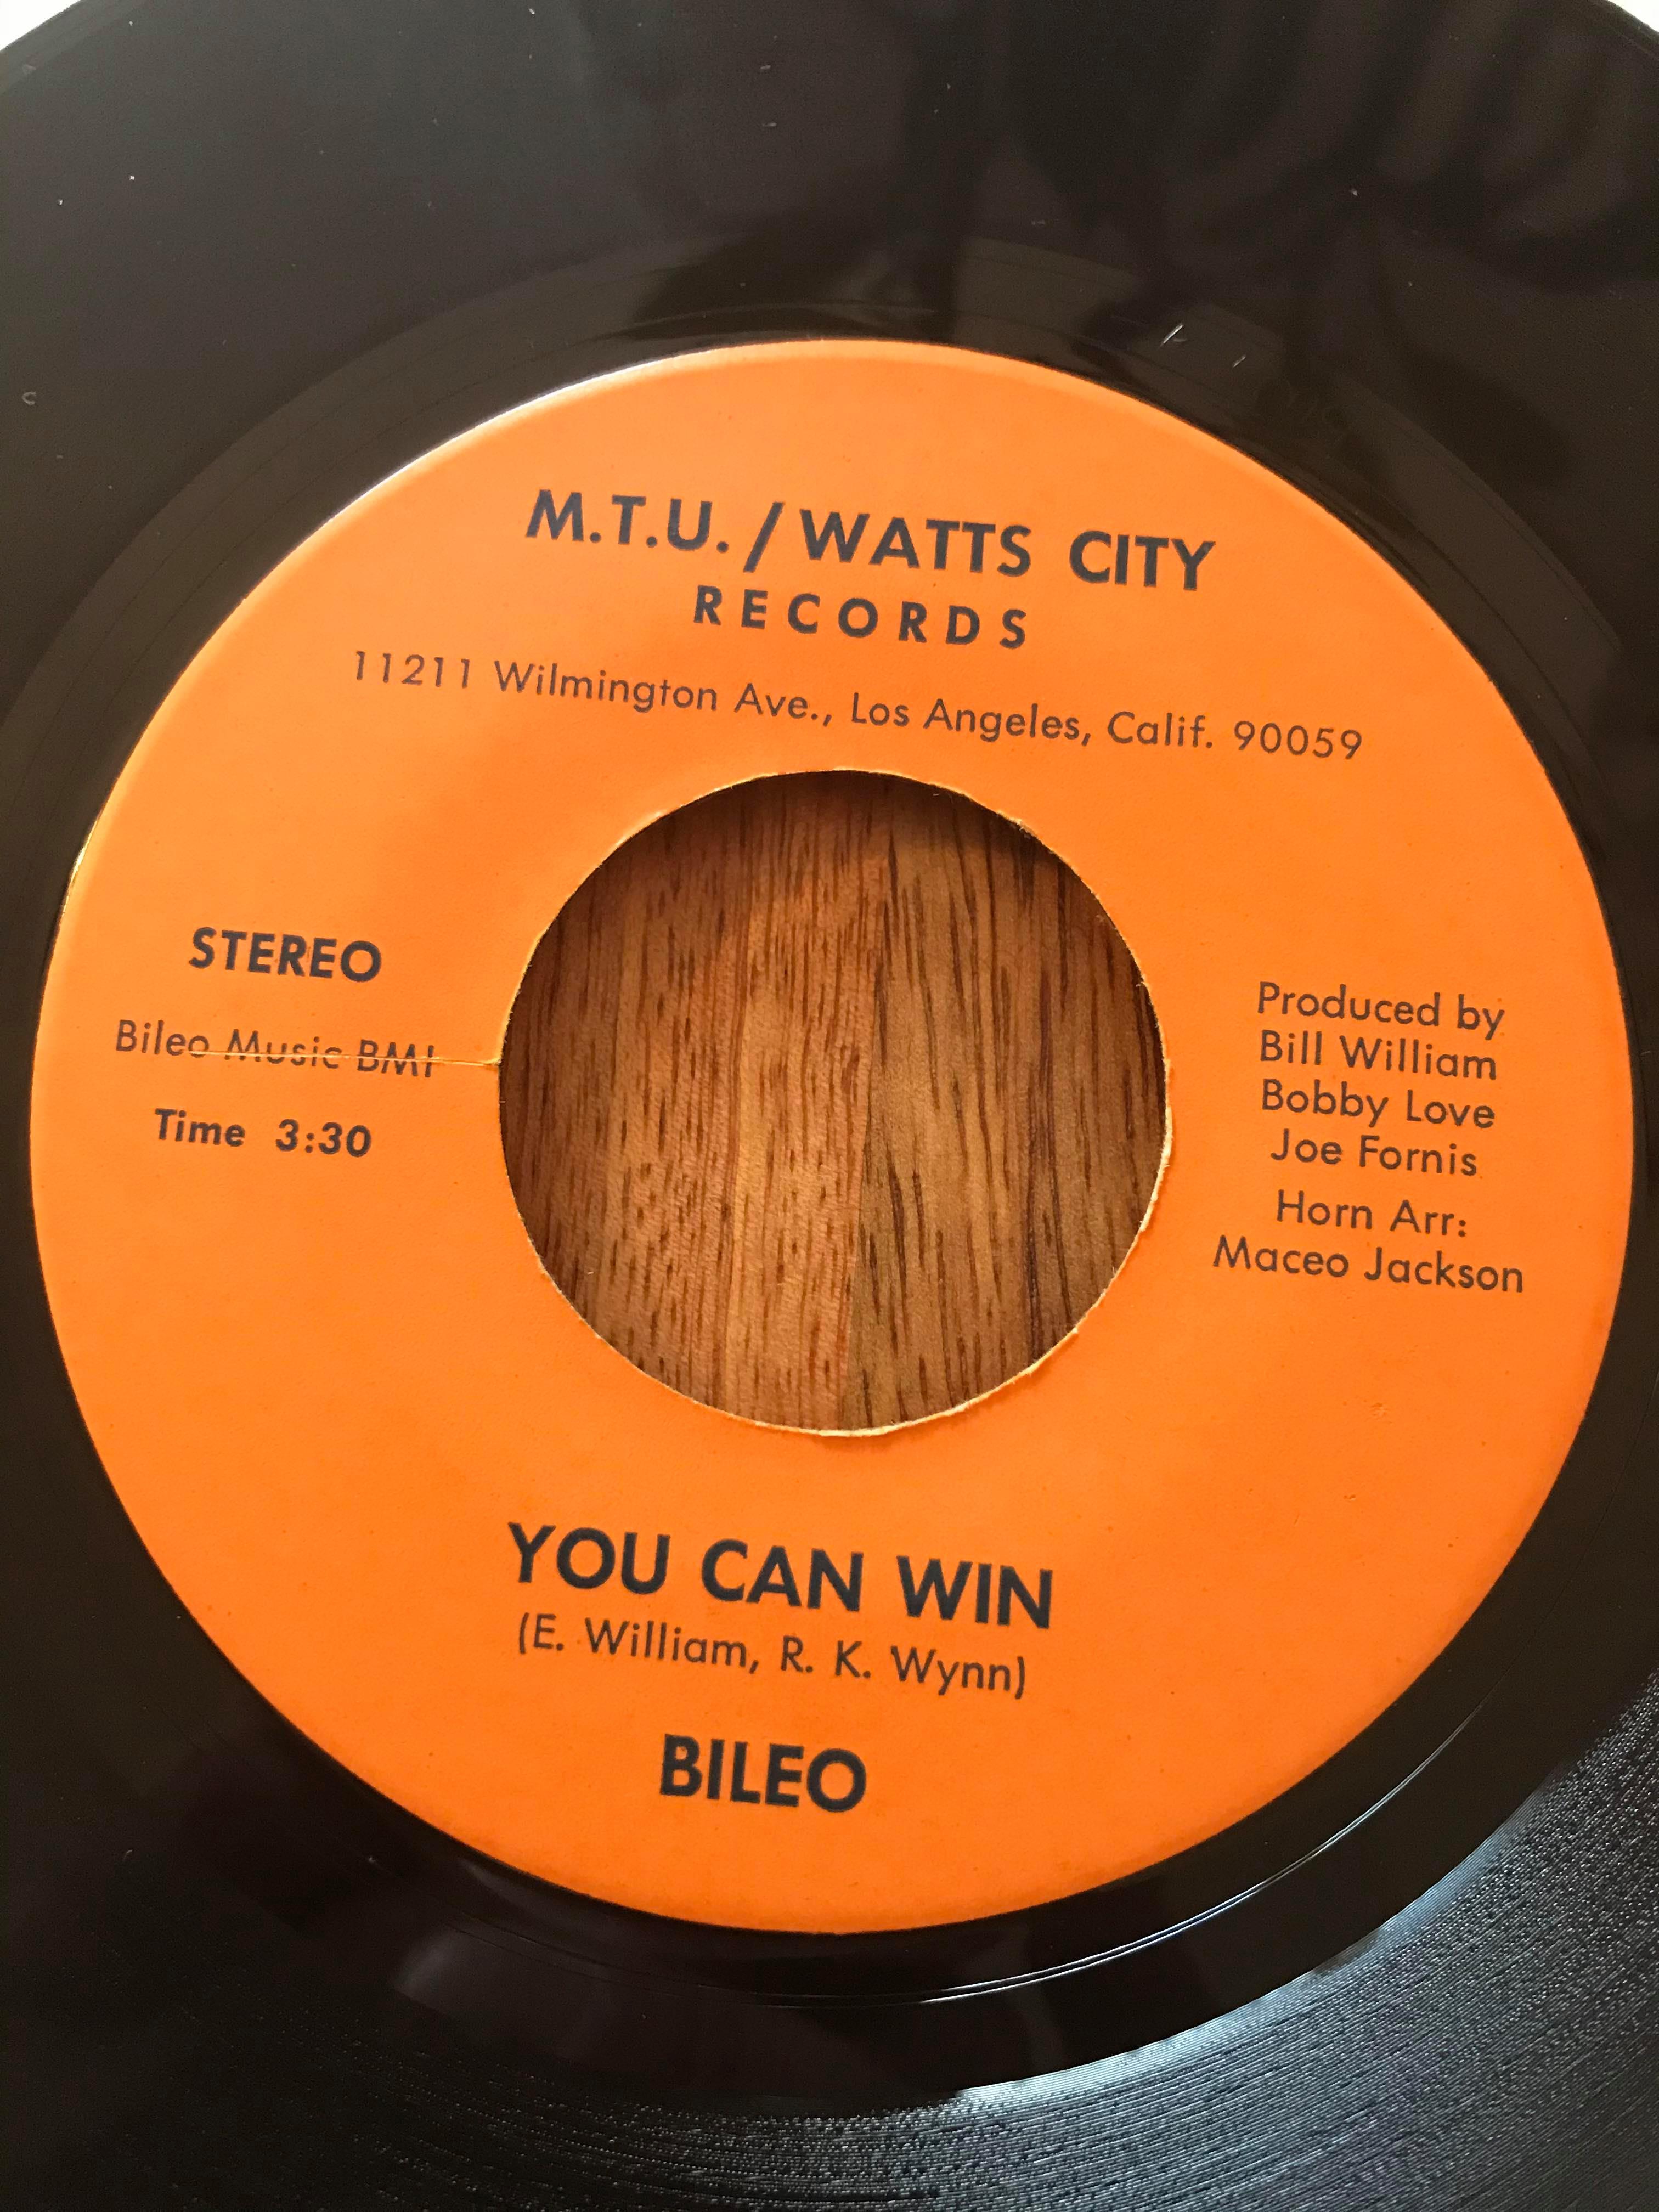 M.T.U. / WATTS CITY
RECORDS
11211 Wilmington Ave., Los Angeles, Calif. 90059
STEREO
Bileo Music BMI
Time 3:30
Produced by
Bill William
Bobby Love
Joe Fornis
Horn Arr:
Maceo Jackson
YOU CAN WIN
(E. William, R. K. Wynn)
BILEO